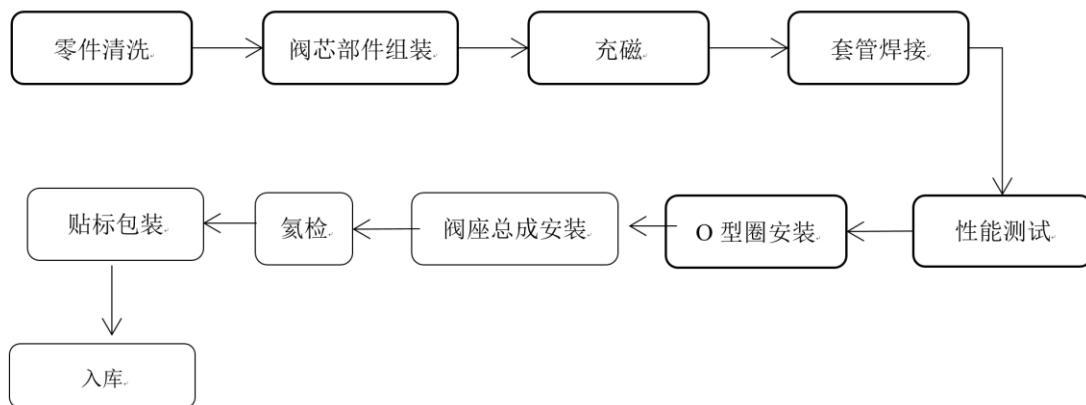 零件清洗
阀芯部件组装
充磁
套管焊接
性能测试
O 型圈安装
阀座总成安装
氦检
贴标包装
入库